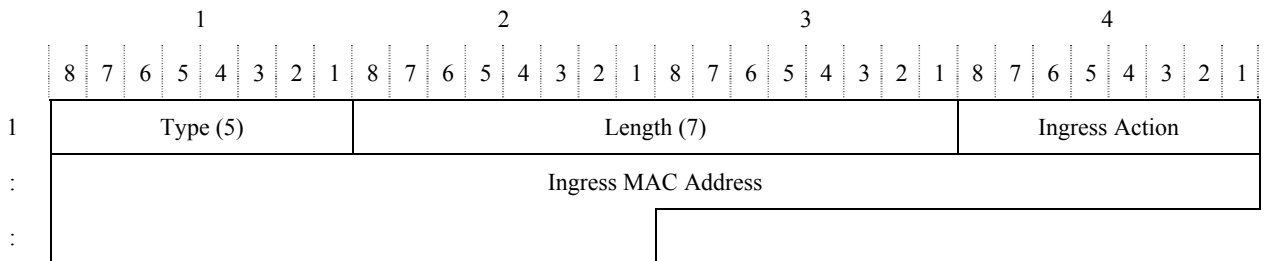 1 2 3 4
8 7 6 5 4 3 2 1 8 7 6 5 4 3 2 1 8 7 6 5 4 3 2 1 8 7 6 5 4 3 2 1
1 Type (5) Length (7) Ingress Action
: Ingress MAC Address
: